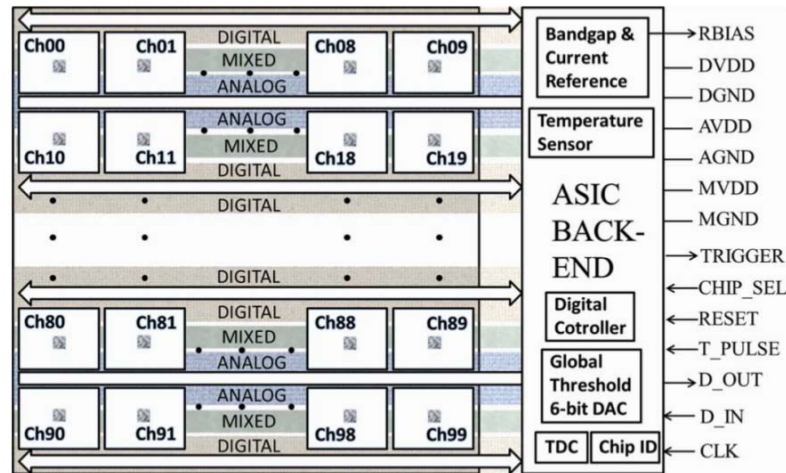 DIGITAL
Ch00 Ch01 MIXED Ch08 Ch09
ANALOG
ANALOG
MIXED
Ch10 Ch11 Ch18 Ch19
DIGITAL
DIGITAL
DIGITAL
DIGITAL
Ch80 Ch81 Ch88 Ch89
MIXED
ANALOG
ANALOG
MIXED
Ch90 Ch91 Ch98 Ch99
DIGITAL
Bandgap &
Current
Reference
Temperature
Sensor
ASIC
BACK-
END
Digital
Cotroller
Global
Threshold
6-bit DAC
TDC Chip ID
RBIAS
DVDD
DGND
AVDD
AGND
MVDD
MGND
TRIGGER
CHIP_SEL
RESET
T_PULSE
D_OUT
D_IN
CLK